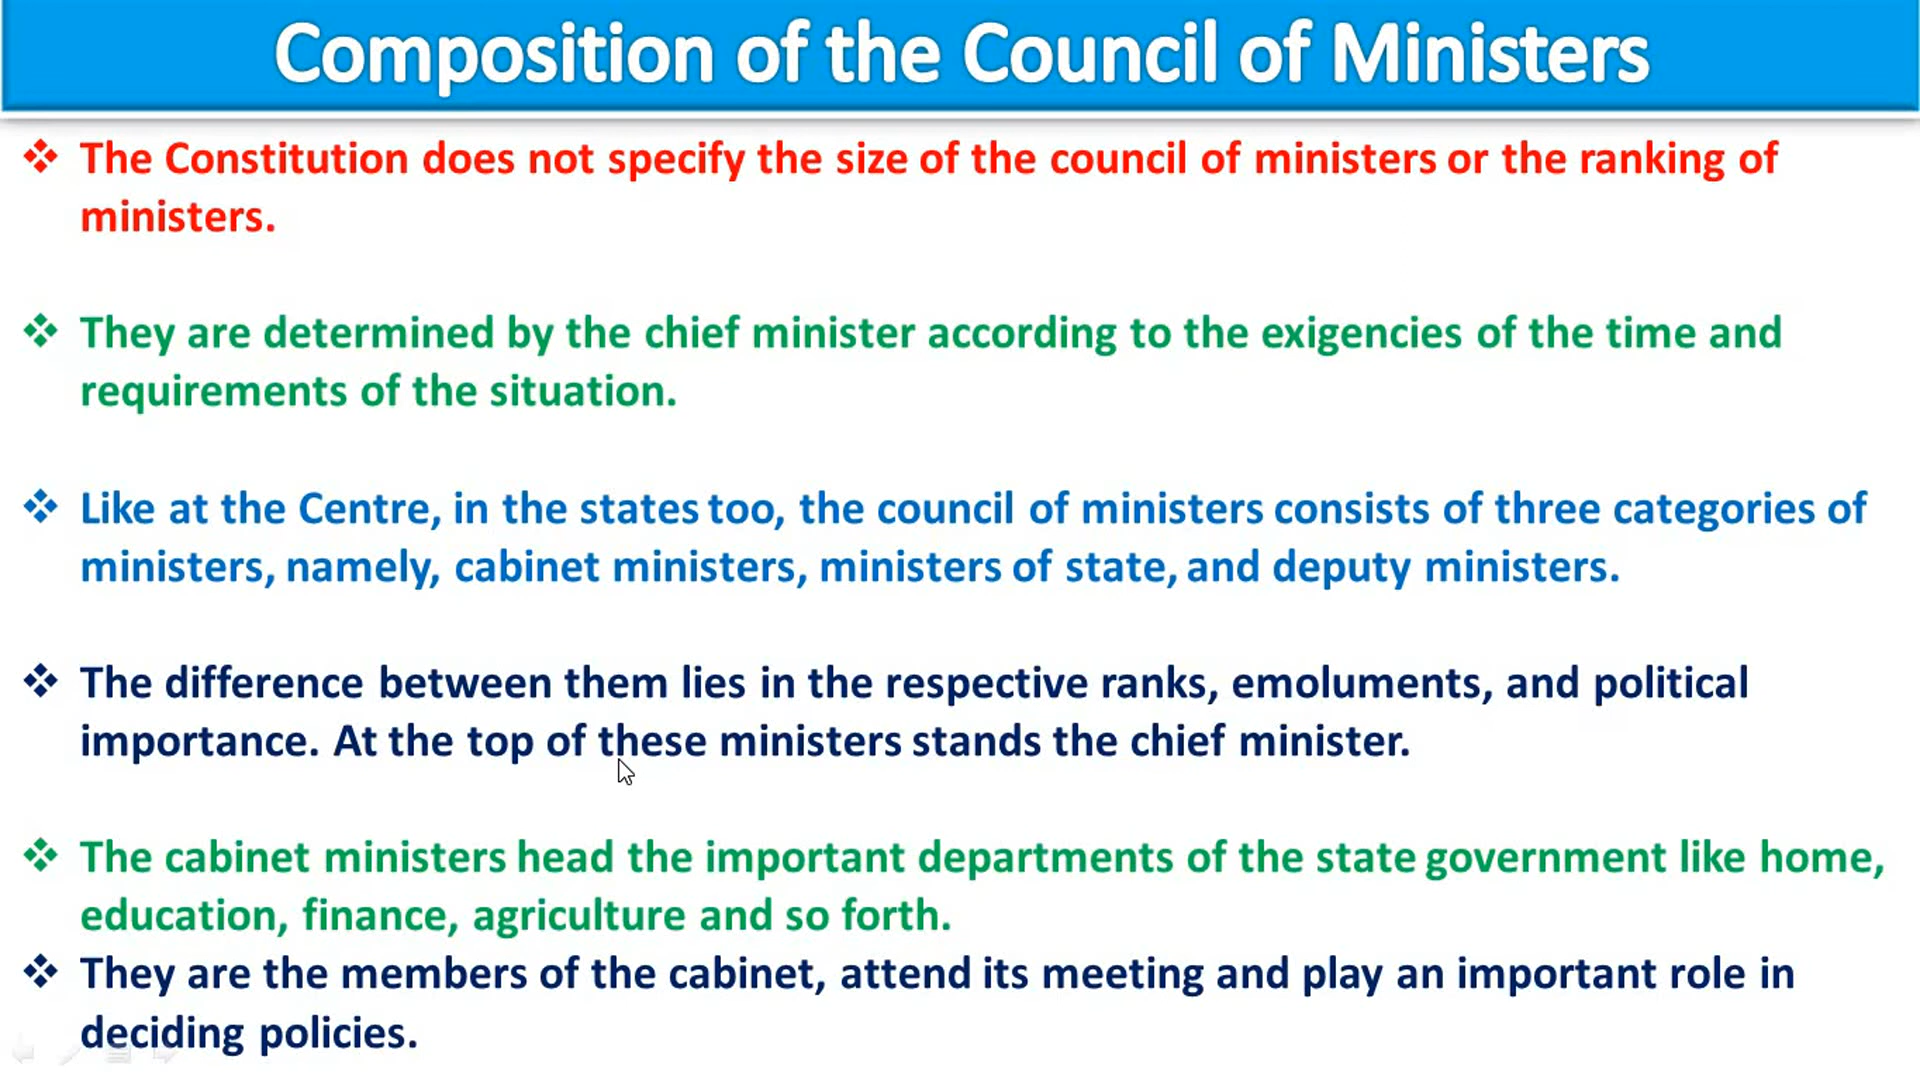 Composition of the Council of Ministers
❖ The Constitution does not specify the size of the council of ministers or the ranking of
ministers.
❖ They are determined by the chief minister according to the exigencies of the time and
requirements of the situation.
❖ Like at the Centre, in the states too, the council of ministers consists of three categories of
ministers, namely, cabinet ministers, ministers of state, and deputy ministers.
❖ The difference between them lies in the respective ranks, emoluments, and political
importance. At the top of these ministers stands the chief minister.
❖ The cabinet ministers head the important departments of the state government like home,
education, finance, agriculture and so forth.
❖ They are the members of the cabinet, attend its meeting and play an important role in
deciding policies.